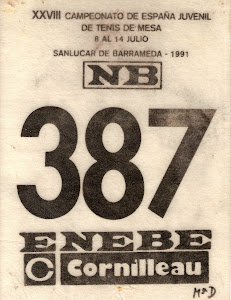 XXVIII CAMPEONATO DE ESPAÑA JUVENIL
DE TENIS DE MESA
8 AL 14 JULIO
SANLUCAR DE BARRAMEDA - 1991
NB
387
ENEBE
C Cornilleau
Mª D